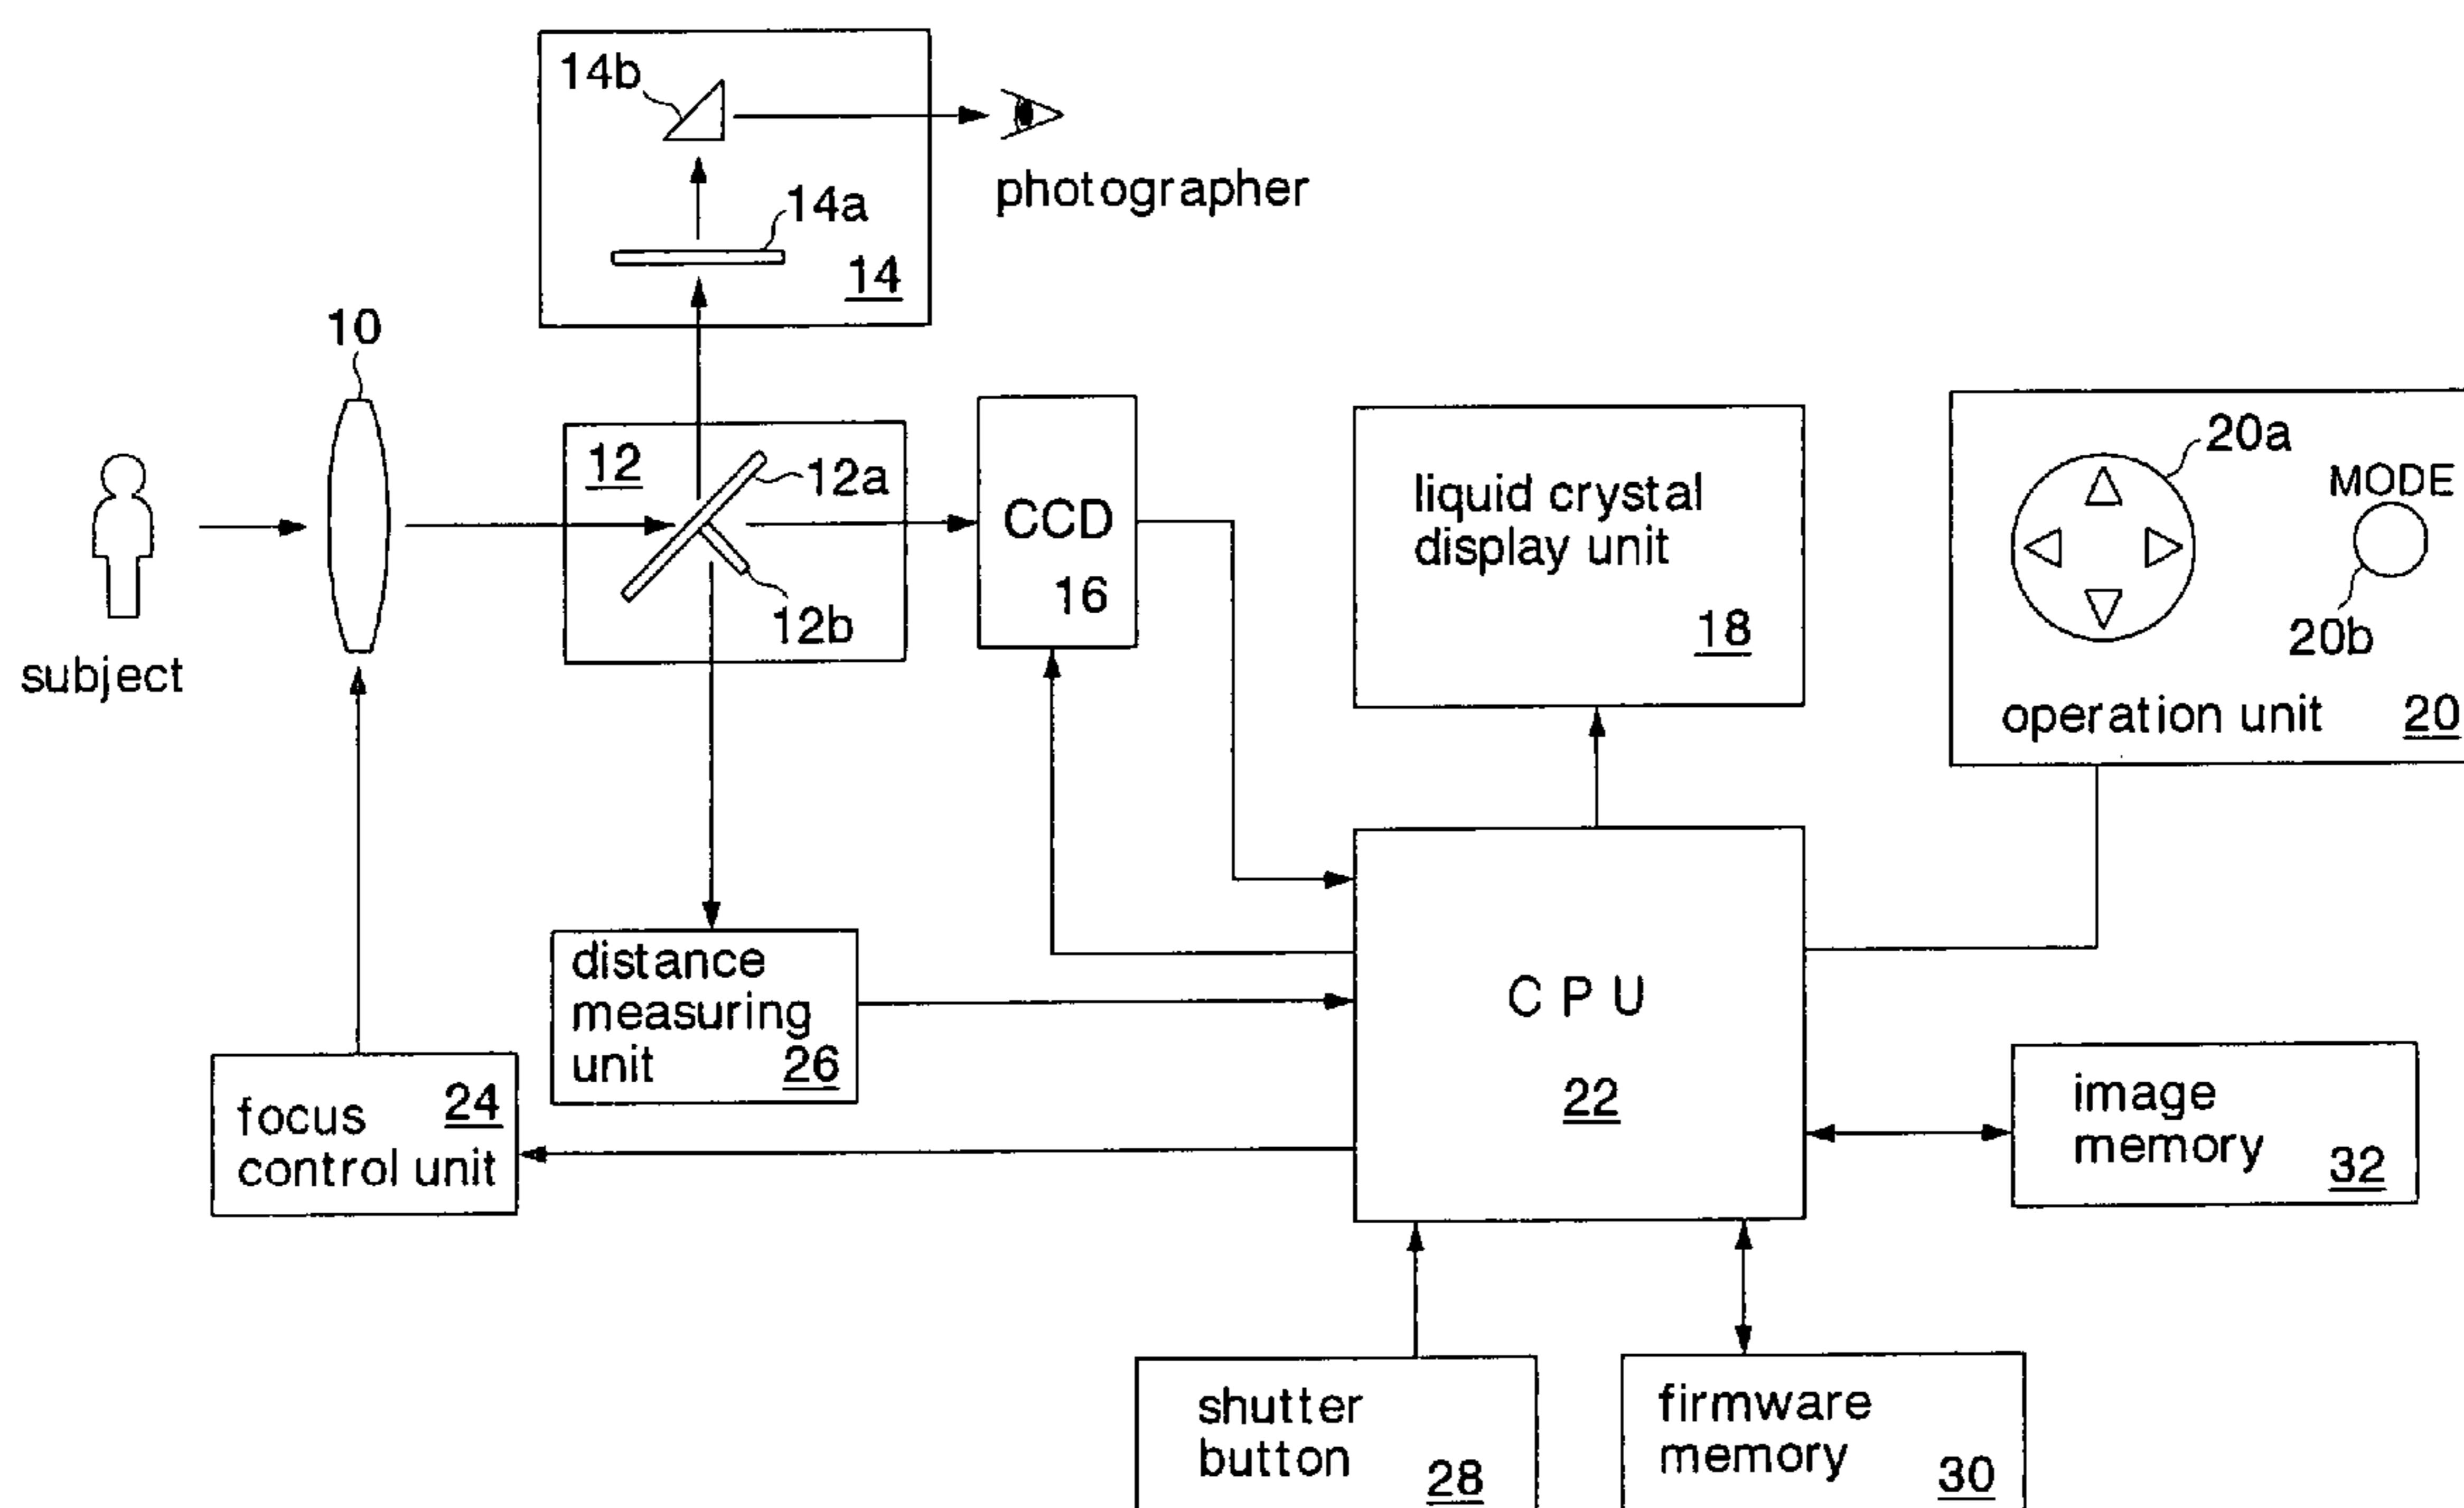 14b
photographer
14a
14
10
12
12a
12b
subject
CCD
16
liquid crystal
display unit
18
20a
MODE
20b
operation unit 20
distance
measuring
unit 26
24
focus
control unit
C P U
22
image
memory 32
shutter
button 28
firmware
memory 30